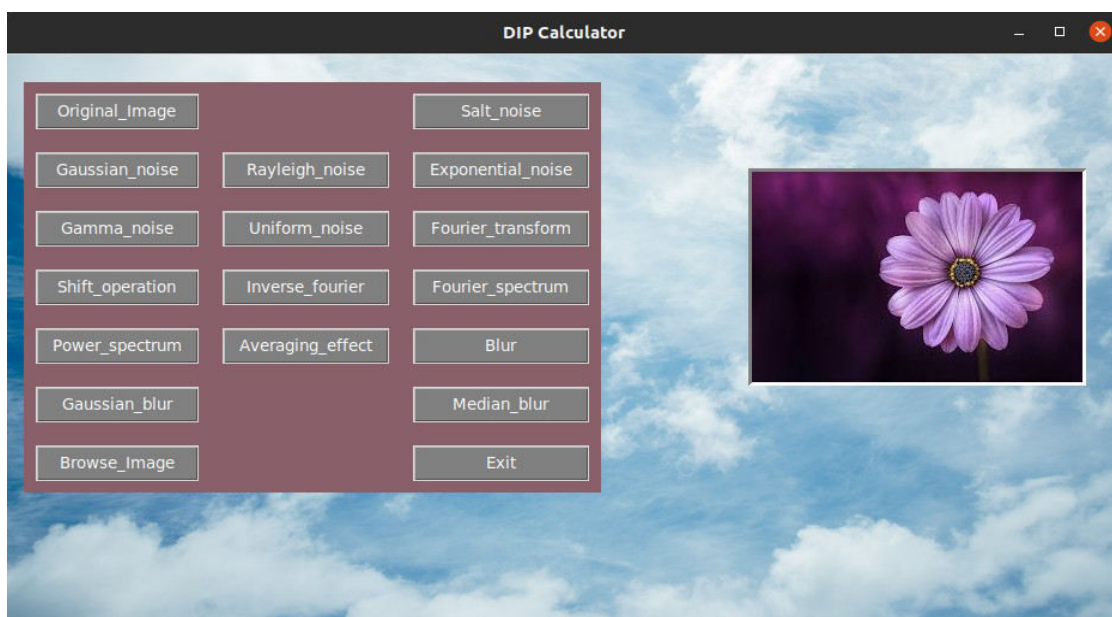 DIP Calculator
Original_Image Salt_noise
Gaussian_noise Rayleigh_noise Exponential_noise
Gamma_noise Uniform_noise Fourier_transform
Shift_operation Inverse_fourier Fourier_spectrum
Power_spectrum Averaging_effect Blur
Gaussian_blur Median_blur
Browse_Image Exit